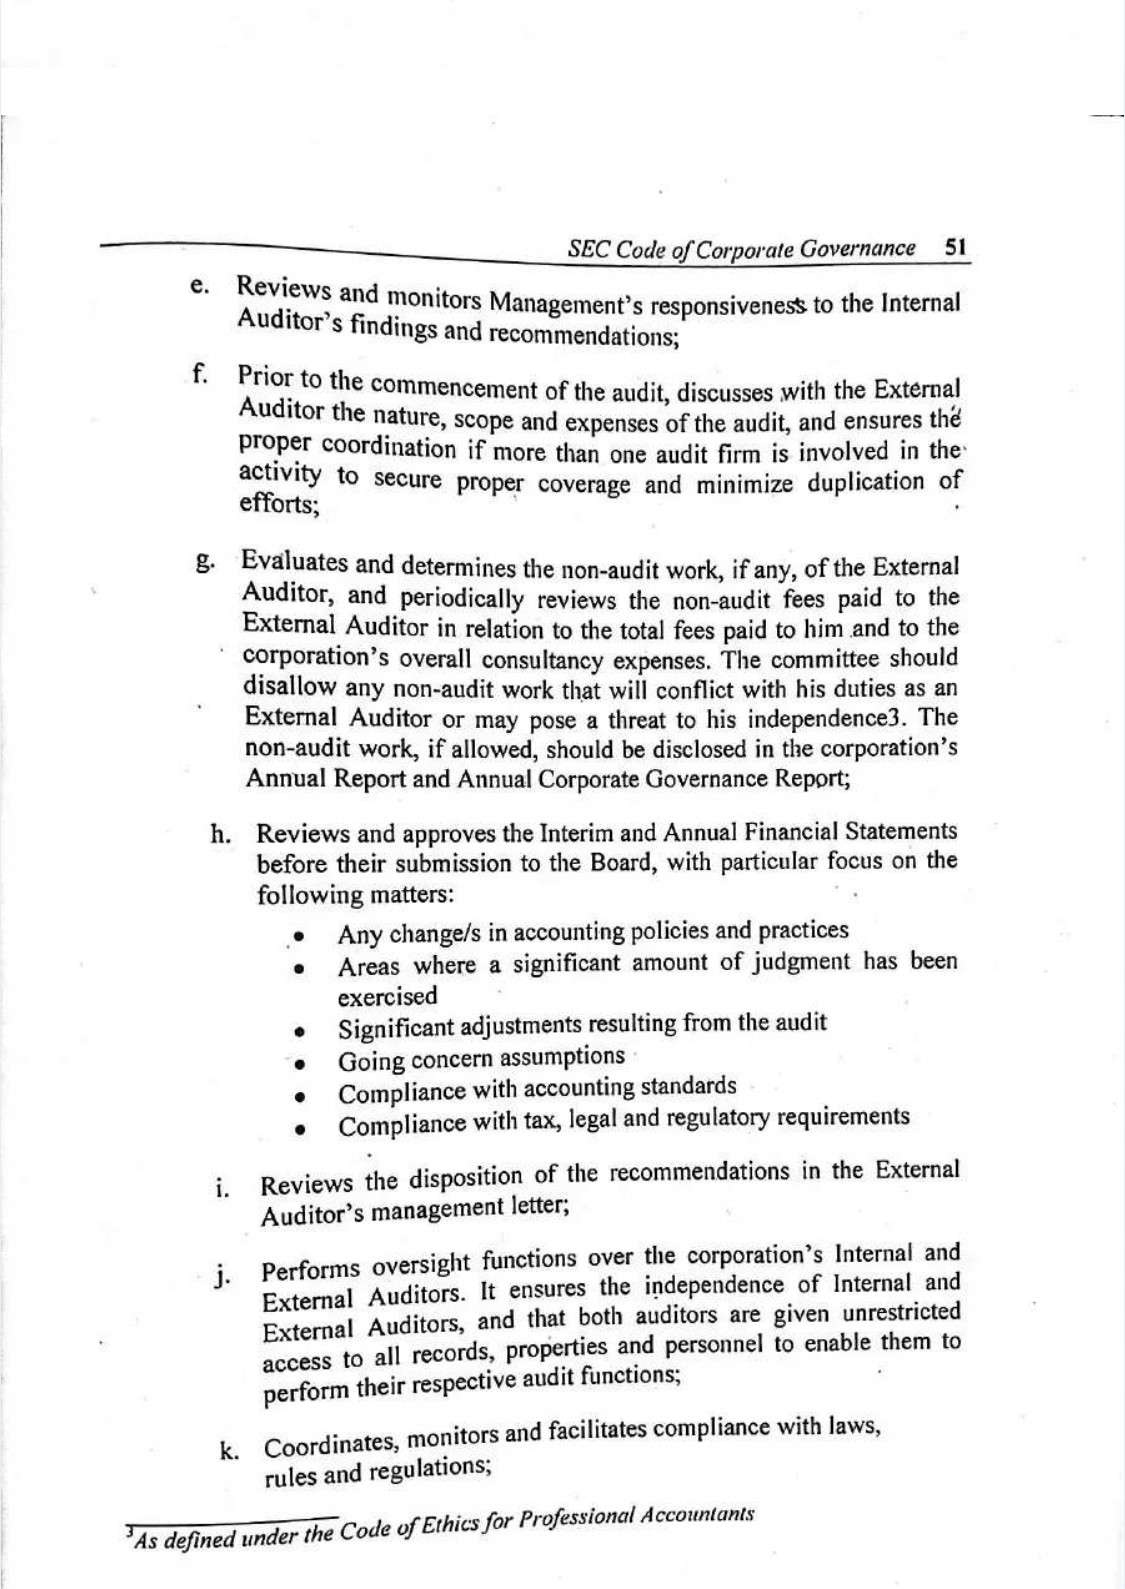 SEC Code of Corporate Governance 51
e. Reviews and monitors Management's responsiveness to the Internal
Auditor's findings and recommendations;
f. Prior to the commencement of the audit, discusses with the External
Auditor the nature, scope and expenses of the audit, and ensures the
proper coordination if more than one audit firm is involved in the
activity to secure proper coverage and minimize duplication of
efforts;
g. Evaluates and determines the non-audit work, if any, of the External
Auditor, and periodically reviews the non-audit fees paid to the
External Auditor in relation to the total fees paid to him and to the
corporation's overall consultancy expenses. The committee should
disallow any non-audit work that will conflict with his duties as an
External Auditor or may pose a threat to his independence3. The
non-audit work, if allowed, should be disclosed in the corporation's
Annual Report and Annual Corporate Governance Report;
h. Reviews and approves the Interim and Annual Financial Statements
before their submission to the Board, with particular focus on the
following matters:
• Any change/s in accounting policies and practices
• Areas where a significant amount of judgment has been
exercised
• Significant adjustments resulting from the audit
• Going concern assumptions
• Compliance with accounting standards
• Compliance with tax, legal and regulatory requirements
i. Reviews the disposition of the recommendations in the External
Auditor's management letter;
j. Performs oversight functions over the corporation's Internal and
External Auditors. It ensures the independence of Internal and
External Auditors, and that both auditors are given unrestricted
access to all records, properties and personnel to enable them to
perform their respective audit functions;
k. Coordinates, monitors and facilitates compliance with laws,
rules and regulations;
³As defined under the Code of Ethics for Professional Accountants